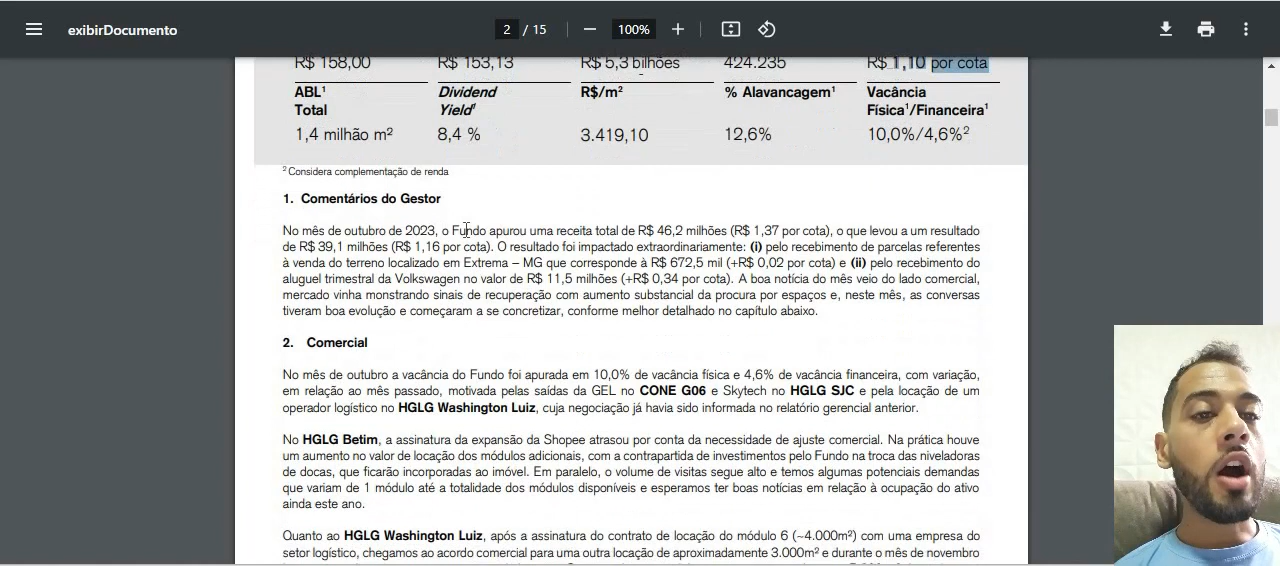 exibirDocumento
2 / 15
100%
R$ 158,00 R$ 153,13 R$ 5,3 bilhões 424.235 R$ 1,10 por cota
ABL¹ Dividend R$/m² % Alavancagem¹ Vacância
Total Yield¹ Física¹/Financeira¹
1,4 milhão m² 8,4 % 3.419,10 12,6% 10,0%/4,6%²
² Considera complementação de renda
1. Comentários do Gestor
No mês de outubro de 2023, o Fundo apurou uma receita total de R$ 46,2 milhões (R$ 1,37 por cota), o que levou a um resultado
de R$ 39,1 milhões (R$ 1,16 por cota). O resultado foi impactado extraordinariamente: (i) pelo recebimento de parcelas referentes
à venda do terreno localizado em Extrema – MG que corresponde à R$ 672,5 mil (+R$ 0,02 por cota) e (ii) pelo recebimento do
aluguel trimestral da Volkswagen no valor de R$ 11,5 milhões (+R$ 0,34 por cota). A boa notícia do mês veio do lado comercial,
mercado vinha monstrando sinais de recuperação com aumento substancial da procura por espaços e, neste mês, as conversas
tiveram boa evolução e começaram a se concretizar, conforme melhor detalhado no capítulo abaixo.
2. Comercial
No mês de outubro a vacância do Fundo foi apurada em 10,0% de vacância física e 4,6% de vacância financeira, com variação,
em relação ao mês passado, motivada pelas saídas da GEL no CONE G06 e Skytech no HGLG SJC e pela locação de um
operador logístico no HGLG Washington Luiz, cuja negociação já havia sido informada no relatório gerencial anterior.
No HGLG Betim, a assinatura da expansão da Shopee atrasou por conta da necessidade de ajuste comercial. Na prática houve
um aumento no valor de locação dos módulos adicionais, com a contrapartida de investimentos pelo Fundo na troca das niveladoras
de docas, que ficarão incorporadas ao imóvel. Em paralelo, o volume de visitas segue alto e temos algumas potenciais demandas
que variam de 1 módulo até a totalidade dos módulos disponíveis e esperamos ter boas notícias em relação à ocupação do ativo
ainda este ano.
Quanto ao HGLG Washington Luiz, após a assinatura do contrato de locação do módulo 6 (~4.000m²) com uma empresa do
setor logístico, chegamos ao acordo comercial para uma outra locação de aproximadamente 3.000m² e durante o mês de novembro